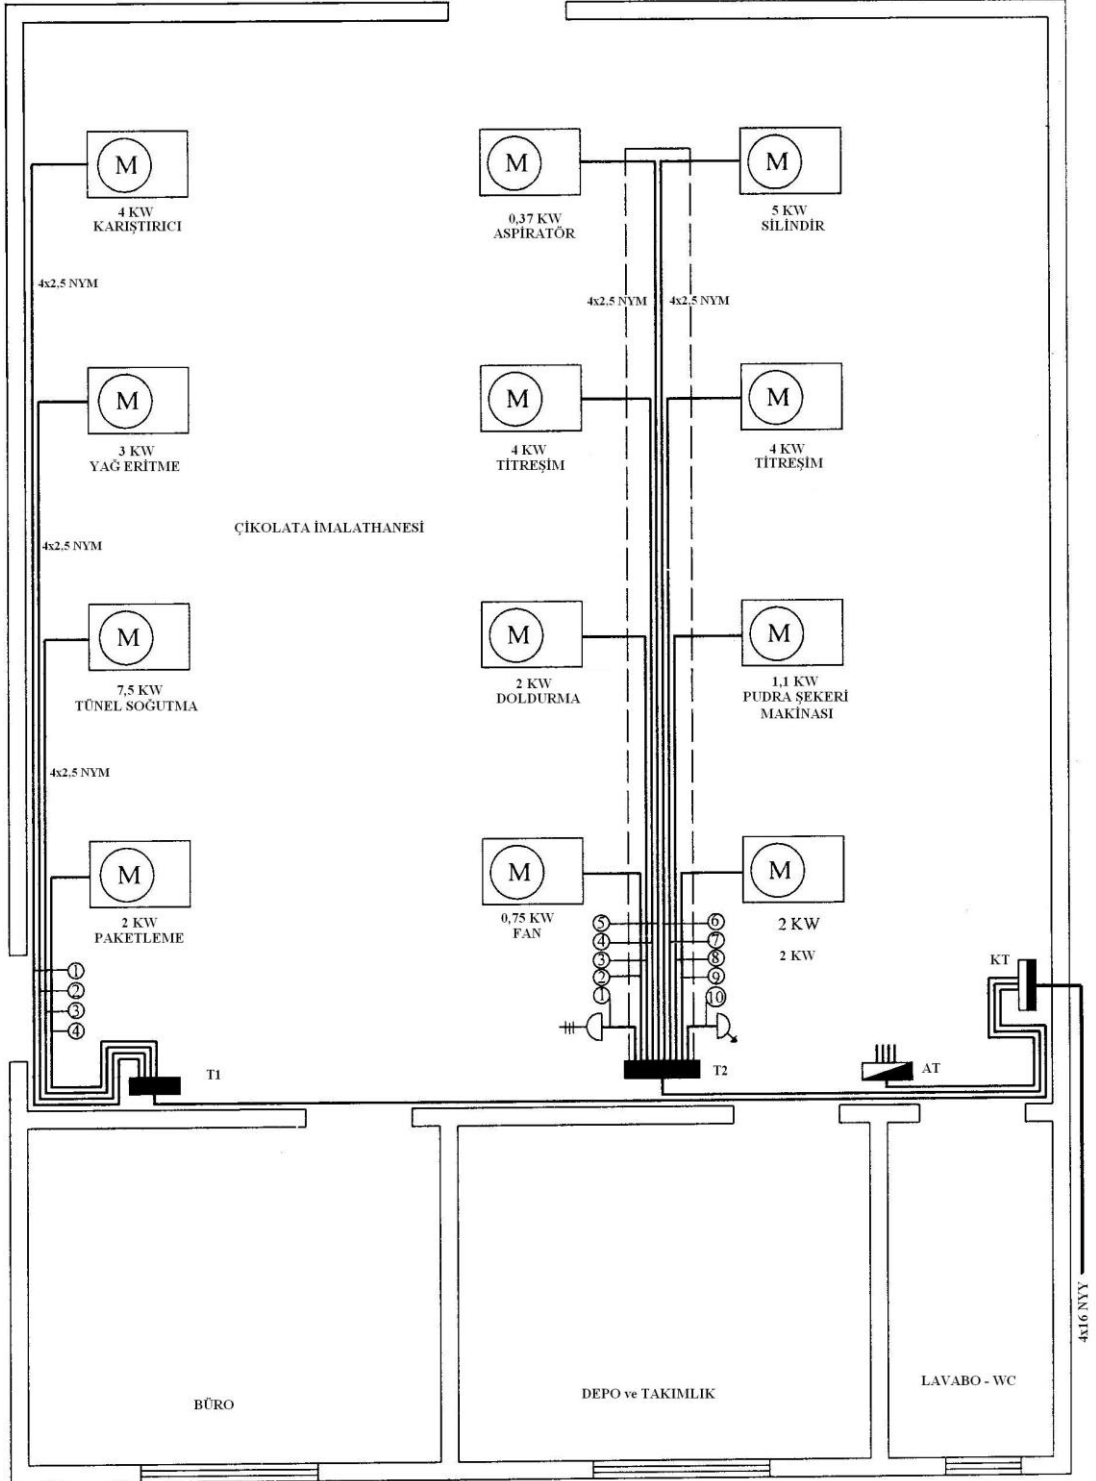 M
M
M
4 KW
KARIŞTIRICI
0,37 KW
ASPİRATÖR
5 KW
SİLİNDİR
4x2,5 NYM
4x2,5 NYM
4x2,5 NYM
M
M
M
3 KW
YAĞ ERİTME
4 KW
TİTREŞİM
4 KW
TİTREŞİM
ÇİKOLATA İMALATHANESİ
4x2,5 NYM
M
M
M
7,5 KW
TÜNEL SOĞUTMA
2 KW
DOLDURMA
1,1 KW
PUDRA ŞEKERİ
MAKİNASI
4x2,5 NYM
M
M
M
2 KW
PAKETLEME
0,75 KW
FAN
2 KW
2 KW
1
2
3
4
5
4
3
2
1
6
7
8
9
10
KT
T1
T2
AT
4x16 NYY
BÜRO
DEPO ve TAKIMLIK
LAVABO - WC